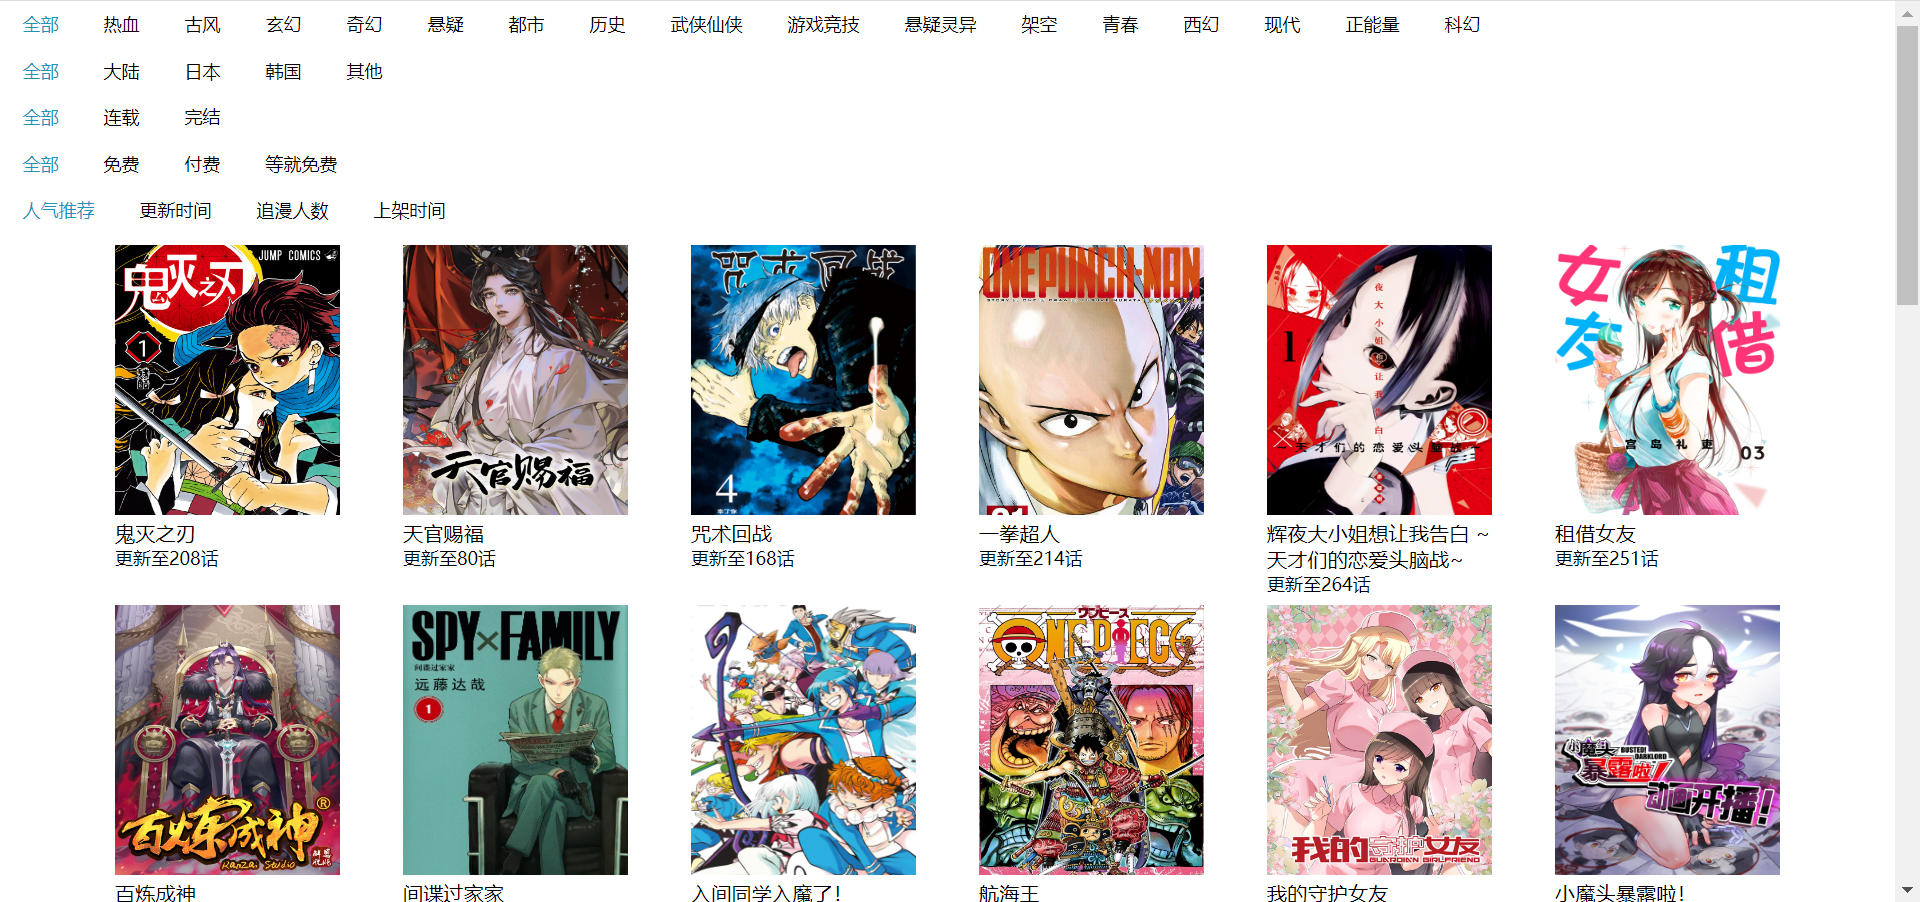 全部 热血 古风 玄幻 奇幻 悬疑 都市 历史 武侠仙侠 游戏竞技 悬疑灵异 架空 青春 西幻 现代 正能量 科幻
全部 大陆 日本 韩国 其他
全部 连载 完结
全部 免费 付费 等就免费
人气推荐 更新时间 追漫人数 上架时间
JUMP COMICS
鬼灭之刃
1
天官赐福
咒术回战
4
ONEPUNCH-MAN
辉夜大小姐想让我告白
1
~天才们的恋爱头脑战~
租借女友
宫岛礼吏
03
鬼灭之刃
更新至208话
天官赐福
更新至80话
咒术回战
更新至168话
一拳超人
更新至214话
辉夜大小姐想让我告白 ~
天才们的恋爱头脑战~
更新至264话
租借女友
更新至251话
百炼成神®
Kanzai Studio
SPY×FAMILY
间谍过家家
远藤达哉
1
ワンピース
ONE PIECE
我的守护女友
GUARDIAN GIRLFRIEND
小魔头
BUSTED!
DARKLORD
暴露啦!
动画开播!
百炼成神
间谍过家家
入间同学入魔了!
航海王
我的守护女友
小魔头暴露啦!